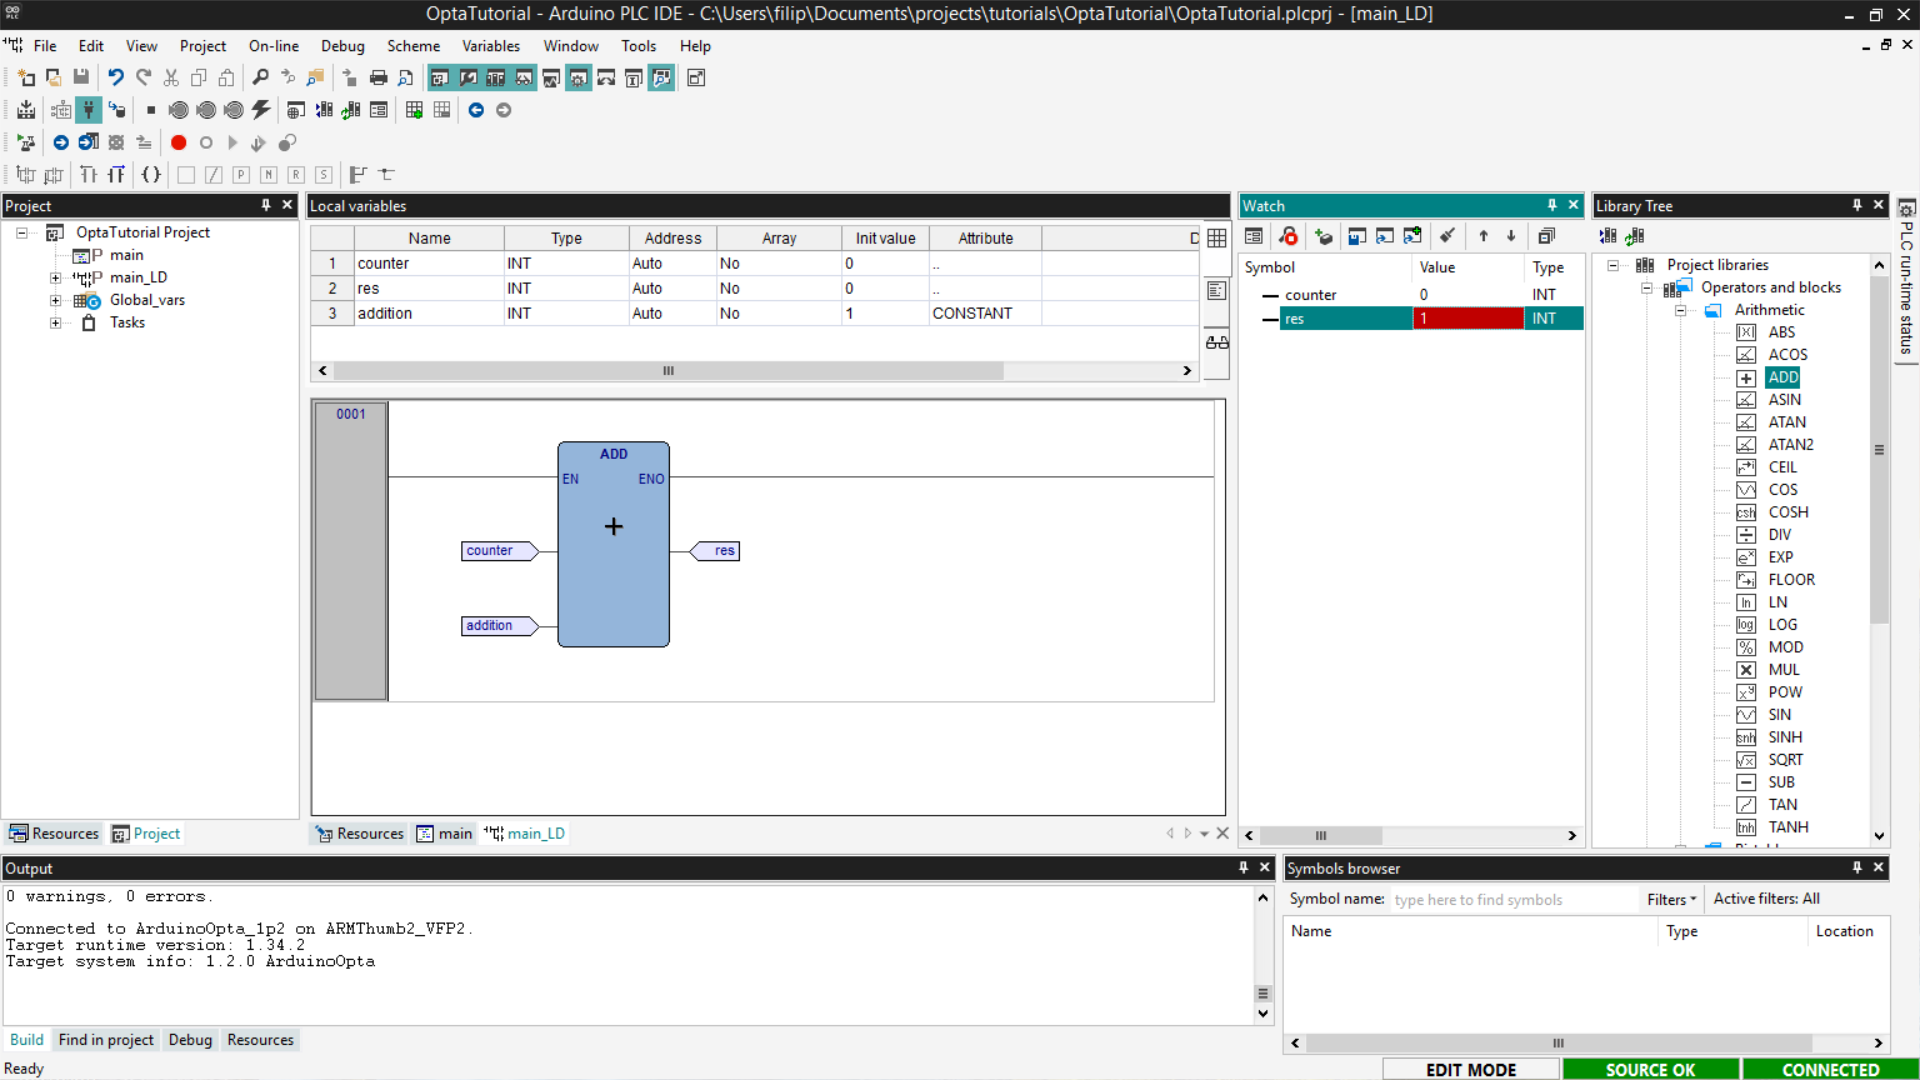 OptaTutorial - Arduino PLC IDE - C:\Users\filip\Documents\projects\tutorials\OptaTutorial\OptaTutorial.plcprj - [main_LD]
File Edit View Project On-line Debug Scheme Variables Window Tools Help
Project
OptaTutorial Project
main
main_LD
Global_vars
Tasks
Resources Project
Local variables
Name Type Address Array Init value Attribute D
1 counter INT Auto No 0 ..
2 res INT Auto No 0 ..
3 addition INT Auto No 1 CONSTANT
0001
ADD
EN ENO
+
counter res
addition
Resources main main_LD
Watch
Symbol Value Type
counter 0 INT
res 1 INT
Library Tree
Project libraries
Operators and blocks
Arithmetic
ABS
ACOS
ADD
ASIN
ATAN
ATAN2
CEIL
COS
COSH
DIV
EXP
FLOOR
LN
LOG
MOD
MUL
POW
SIN
SINH
SQRT
SUB
TAN
TANH
PLC run-time status
Output
0 warnings, 0 errors.
Connected to ArduinoOpta_1p2 on ARMThumb2_VFP2.
Target runtime version: 1.34.2
Target system info: 1.2.0 ArduinoOpta
Build Find in project Debug Resources
Symbols browser
Symbol name: type here to find symbols Filters Active filters: All
Name Type Location
Ready
EDIT MODE SOURCE OK CONNECTED